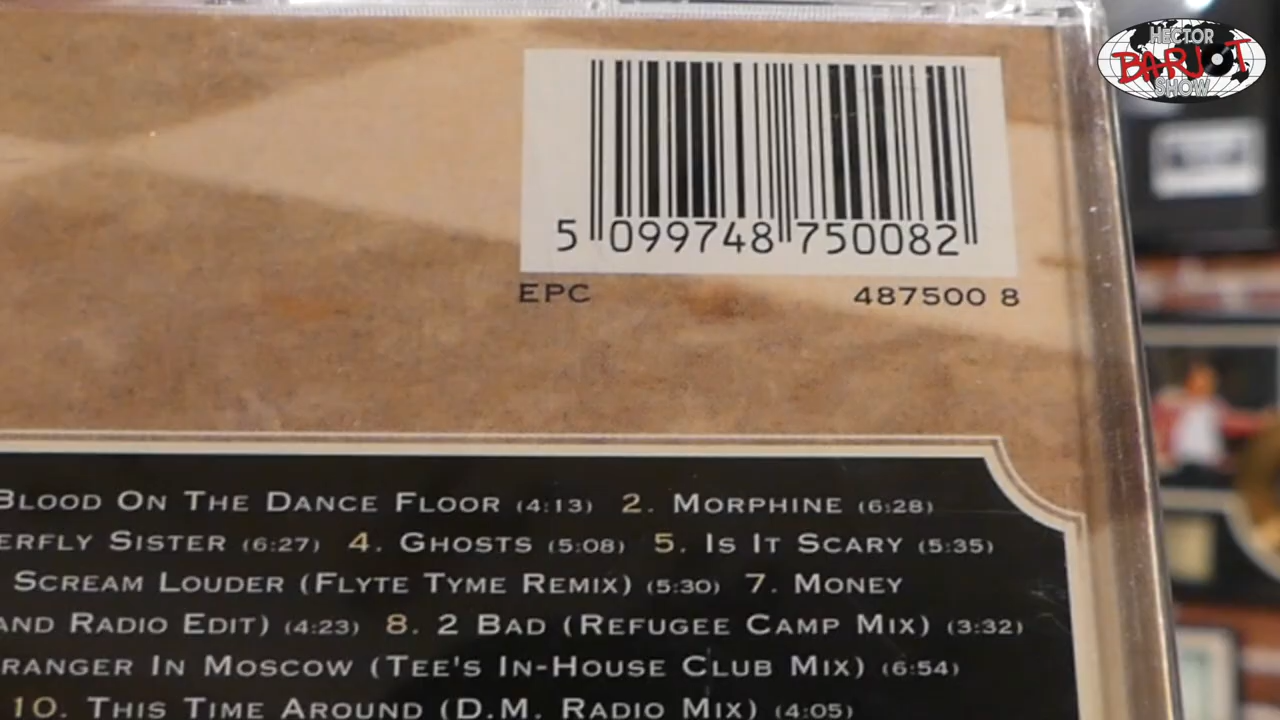 HECTOR
BARJOT
SHOW
5 099748 750082
EPC 487500 8
BLOOD ON THE DANCE FLOOR (4:13) 2. MORPHINE (6:28)
ERFLY SISTER (6:27) 4. GHOSTS (5:08) 5. IS IT SCARY (5:35)
SCREAM LOUDER (FLYTE TYME REMIX) (5:30) 7. MONEY
AND RADIO EDIT) (4:23) 8. 2 BAD (REFUGEE CAMP MIX) (3:32)
RANGER IN MOSCOW (TEE'S IN-HOUSE CLUB MIX) (6:54)
10. THIS TIME AROUND (D.M. RADIO MIX) (4:05)